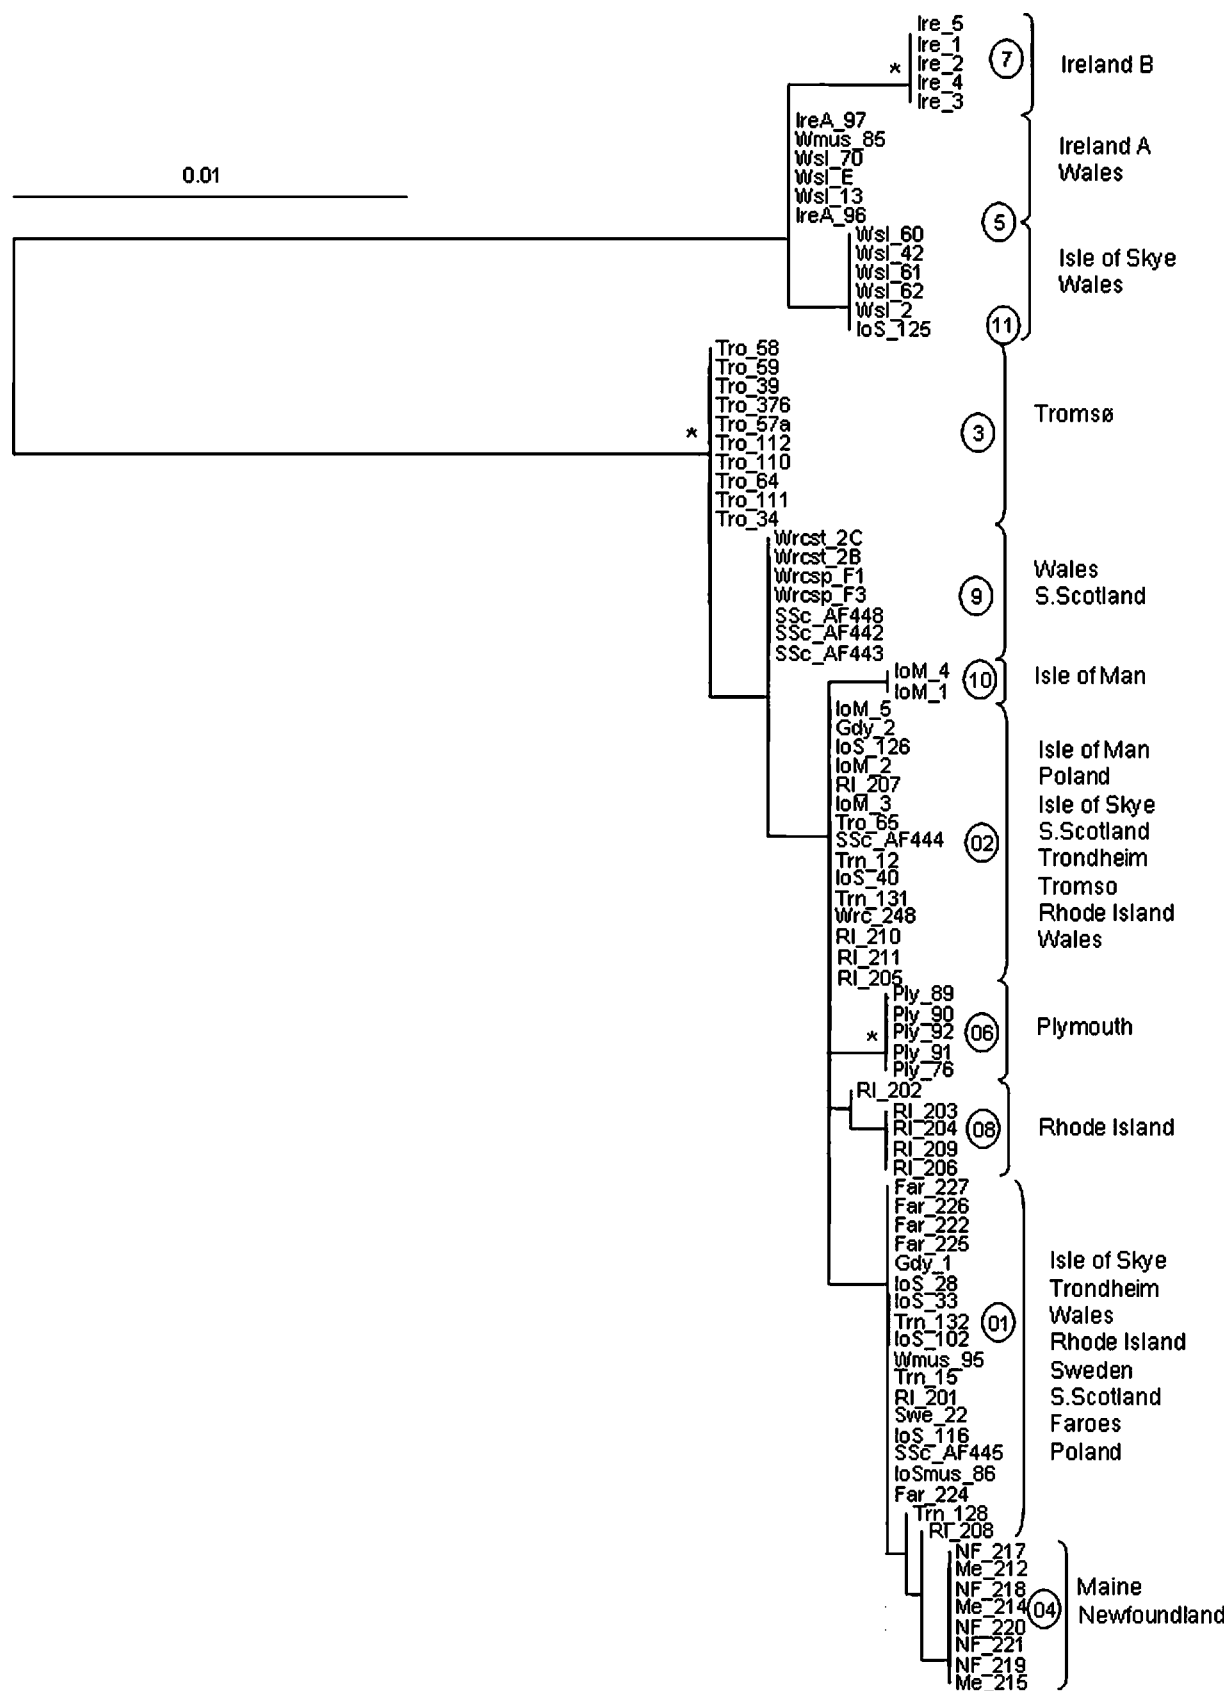 Ire_5
Ire_1
Ire_2
Ire_4
Ire_3
*
7
Ireland B
IreA_97
Wmus_85
Wsl_70
Wsl_E
Wsl_13
IreA_96
Ireland A
Wales
0.01
5
Wsl_60
Wsl_42
Wsl_61
Wsl_62
Wsl_2
IoS_125
Isle of Skye
Wales
11
Tro_58
Tro_59
Tro_39
Tro_376
Tro_57a
Tro_112
Tro_110
Tro_64
Tro_111
Tro_34
*
3
Tromsø
Wrcst_2C
Wrcst_2B
Wrcsp_F1
Wrcsp_F3
SSc_AF448
SSc_AF442
SSc_AF443
9
Wales
S.Scotland
IoM_4
IoM_1
10
Isle of Man
IoM_5
Gdy_2
IoS_126
IoM_2
RI_207
IoM_3
Tro_65
SSc_AF444
Trn_12
IoS_40
Trn_131
Wrc_248
RI_210
RI_211
RI_205
02
Isle of Man
Poland
Isle of Skye
S.Scotland
Trondheim
Tromso
Rhode Island
Wales
Ply_89
Ply_90
Ply_92
Ply_91
Ply_76
*
06
Plymouth
RI_202
RI_203
RI_204
RI_209
RI_206
08
Rhode Island
Far_227
Far_226
Far_222
Far_225
Gdy_1
IoS_28
IoS_33
Trn_132
IoS_102
Wmus_95
Trn_15
RI_201
Swe_22
IoS_116
SSc_AF445
IoSmus_86
Far_224
Trn_128
RI_208
01
Isle of Skye
Trondheim
Wales
Rhode Island
Sweden
S.Scotland
Faroes
Poland
NF_217
Me_212
NF_218
Me_214
NF_220
NF_221
NF_219
Me_215
04
Maine
Newfoundland